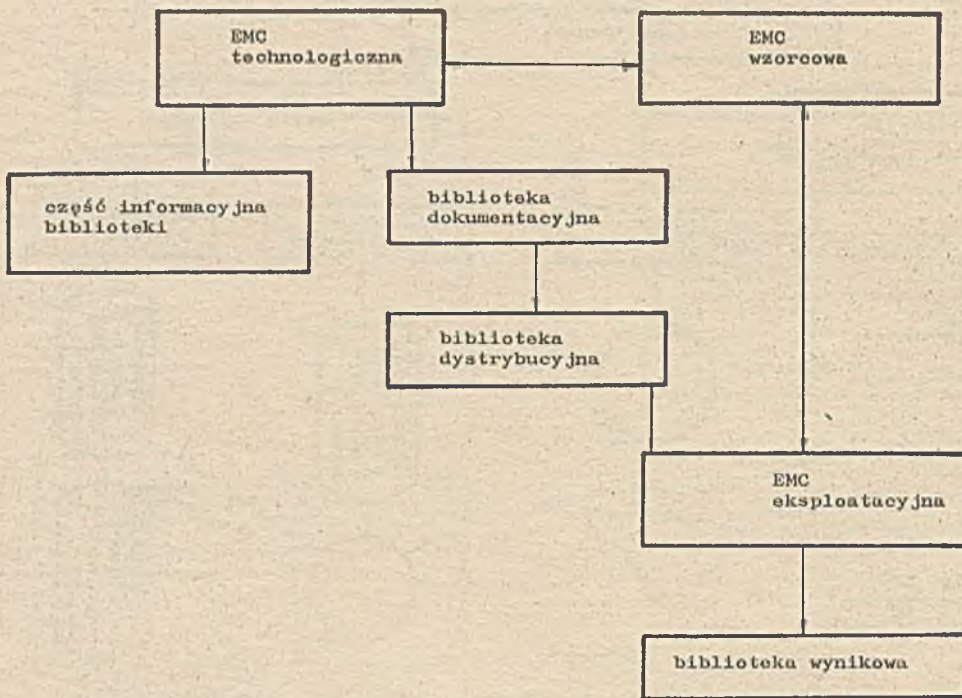 EMC
technologiczna
EMC
wzorcowa
część informacyjna
biblioteki
biblioteka
dokumentacyjna
biblioteka
dystrybucyjna
EMC
eksploatacyjna
biblioteka wynikowa